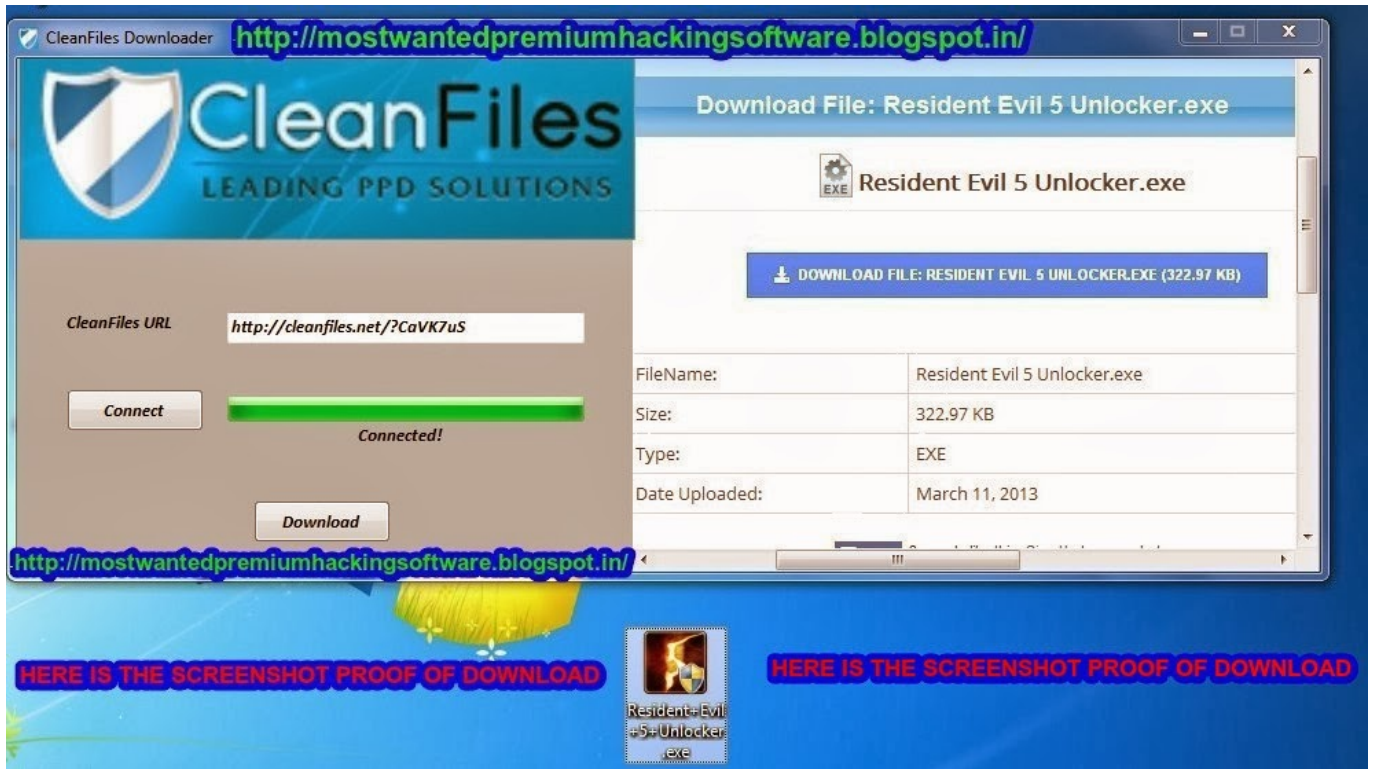 CleanFiles Downloader
http://mostwantedpremiumhackingsoftware.blogspot.in/
CleanFiles
LEADING PPD SOLUTIONS
Download File: Resident Evil 5 Unlocker.exe
EXE
Resident Evil 5 Unlocker.exe
DOWNLOAD FILE: RESIDENT EVIL 5 UNLOCKER.EXE (322.97 KB)
CleanFiles URL
http://cleanfiles.net/?CaVK7uS
Connect
Connected!
Download
FileName: Resident Evil 5 Unlocker.exe
Size: 322.97 KB
Type: EXE
Date Uploaded: March 11, 2013
http://mostwantedpremiumhackingsoftware.blogspot.in/
HERE IS THE SCREENSHOT PROOF OF DOWNLOAD
Resident+Evil
+5+Unlocker
.exe
HERE IS THE SCREENSHOT PROOF OF DOWNLOAD